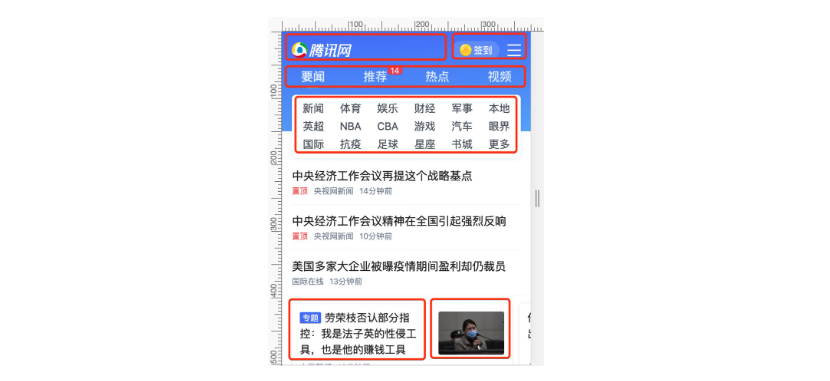 100 200 300
腾讯网 签到
要闻 推荐 14 热点 视频
100
新闻 体育 娱乐 财经 军事 本地
英超 NBA CBA 游戏 汽车 眼界
国际 抗疫 足球 星座 书城 更多
200
中央经济工作会议再提这个战略基点
置顶 央视网新闻 14分钟前
中央经济工作会议精神在全国引起强烈反响
300
置顶 央视网新闻 10分钟前
美国多家大企业被曝疫情期间盈利却仍裁员
国际在线 13分钟前
400
专题 劳荣枝否认部分指
控：我是法子英的性侵工
具，也是他的赚钱工具
500